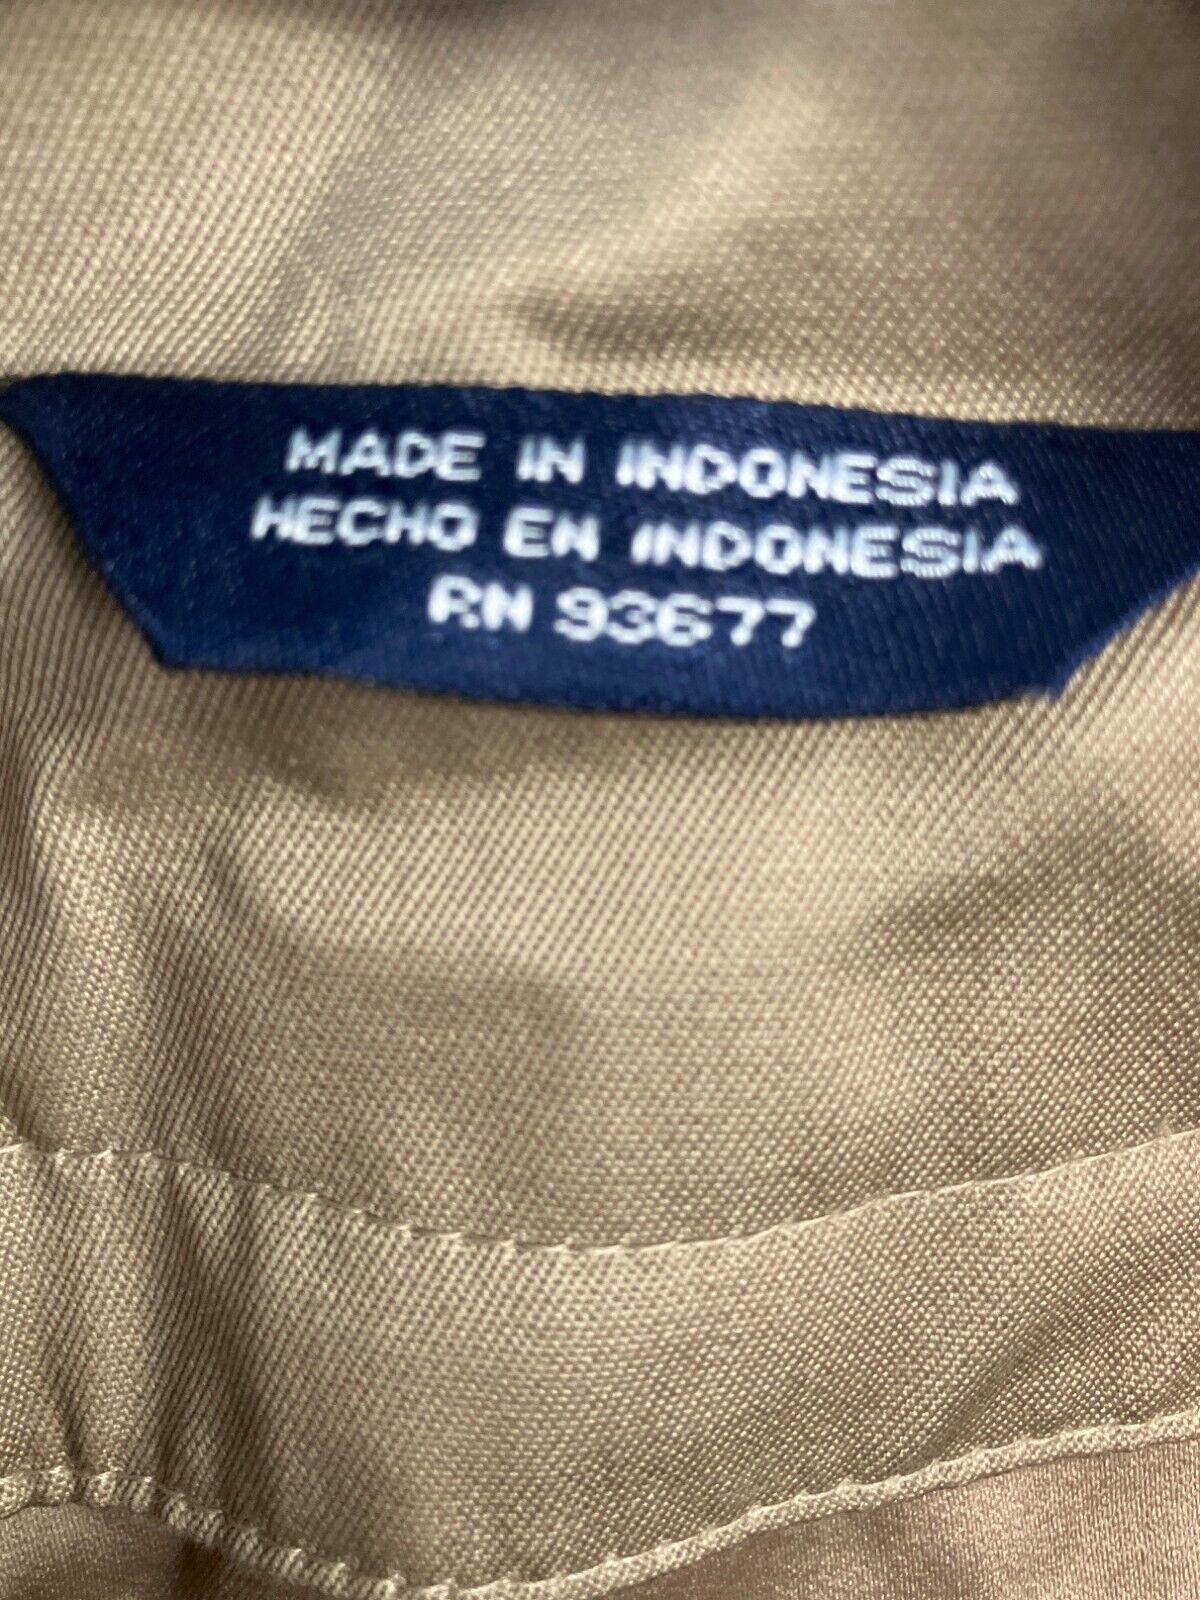 MADE IN INDONESIA
HECHO EN INDONESIA
RN 93677